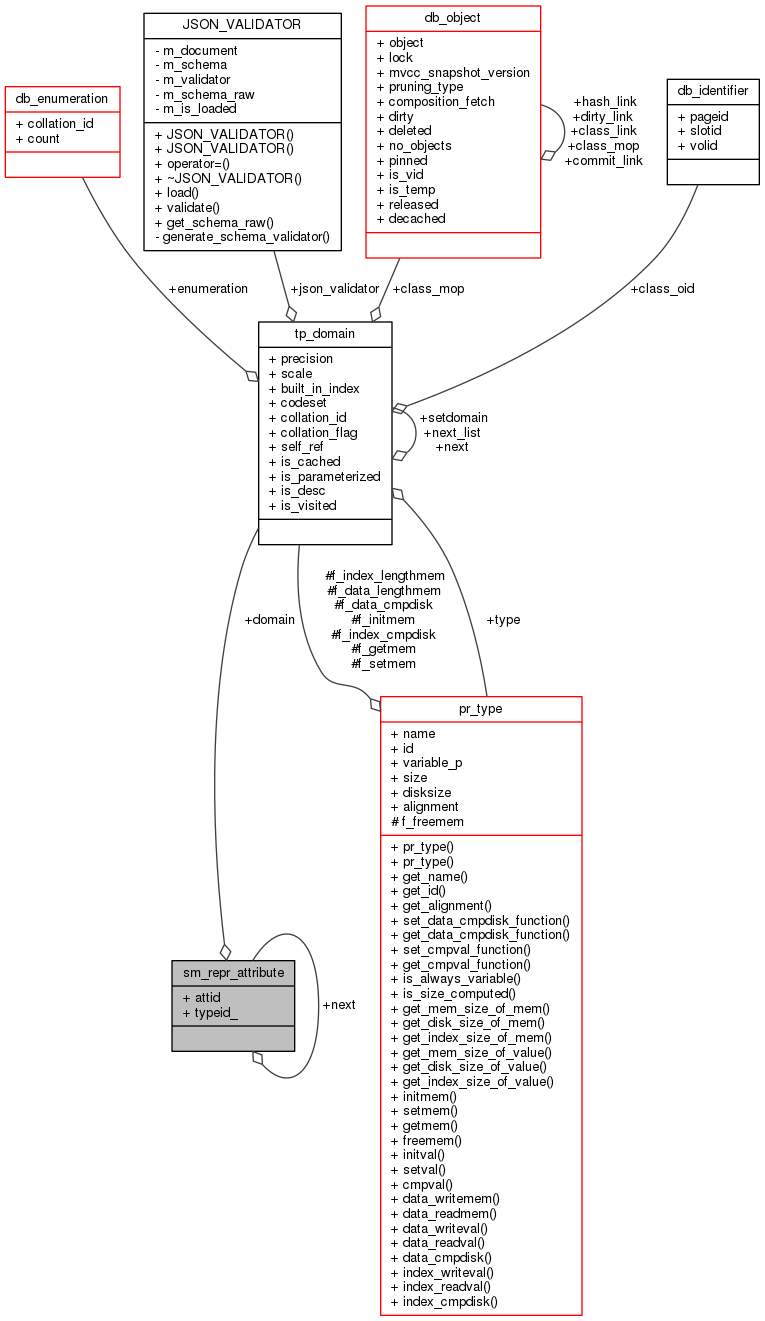 db_enumeration
+ collation_id
+ count
JSON_VALIDATOR
- m_document
- m_schema
- m_validator
- m_schema_raw
- m_is_loaded
+ JSON_VALIDATOR()
+ JSON_VALIDATOR()
+ operator=()
+ ~JSON_VALIDATOR()
+ load()
+ validate()
+ get_schema_raw()
- generate_schema_validator()
db_object
+ object
+ lock
+ mvcc_snapshot_version
+ pruning_type
+ composition_fetch
+ dirty
+ deleted
+ no_objects
+ pinned
+ is_vid
+ is_temp
+ released
+ decached
+hash_link
+dirty_link
+class_link
+class_mop
+commit_link
db_identifier
+ pageid
+ slotid
+ volid
+enumeration
+json_validator
+class_mop
+class_oid
tp_domain
+ precision
+ scale
+ built_in_index
+ codeset
+ collation_id
+ collation_flag
+ self_ref
+ is_cached
+ is_parameterized
+ is_desc
+ is_visited
+setdomain
+next_list
+next
+domain
#f_index_lengthmem
#f_data_lengthmem
#f_data_cmpdisk
#f_initmem
#f_index_cmpdisk
#f_getmem
#f_setmem
+type
pr_type
+ name
+ id
+ variable_p
+ size
+ disksize
+ alignment
# f_freemem
+ pr_type()
+ pr_type()
+ get_name()
+ get_id()
+ get_alignment()
+ set_data_cmpdisk_function()
+ get_data_cmpdisk_function()
+ set_cmpval_function()
+ get_cmpval_function()
+ is_always_variable()
+ is_size_computed()
+ get_mem_size_of_mem()
+ get_disk_size_of_mem()
+ get_index_size_of_mem()
+ get_mem_size_of_value()
+ get_disk_size_of_value()
+ get_index_size_of_value()
+ initmem()
+ setmem()
+ getmem()
+ freemem()
+ initval()
+ setval()
+ cmpval()
+ data_writemem()
+ data_readmem()
+ data_writeval()
+ data_readval()
+ data_cmpdisk()
+ index_writeval()
+ index_readval()
+ index_cmpdisk()
sm_repr_attribute
+ attid
+ typeid_
+next